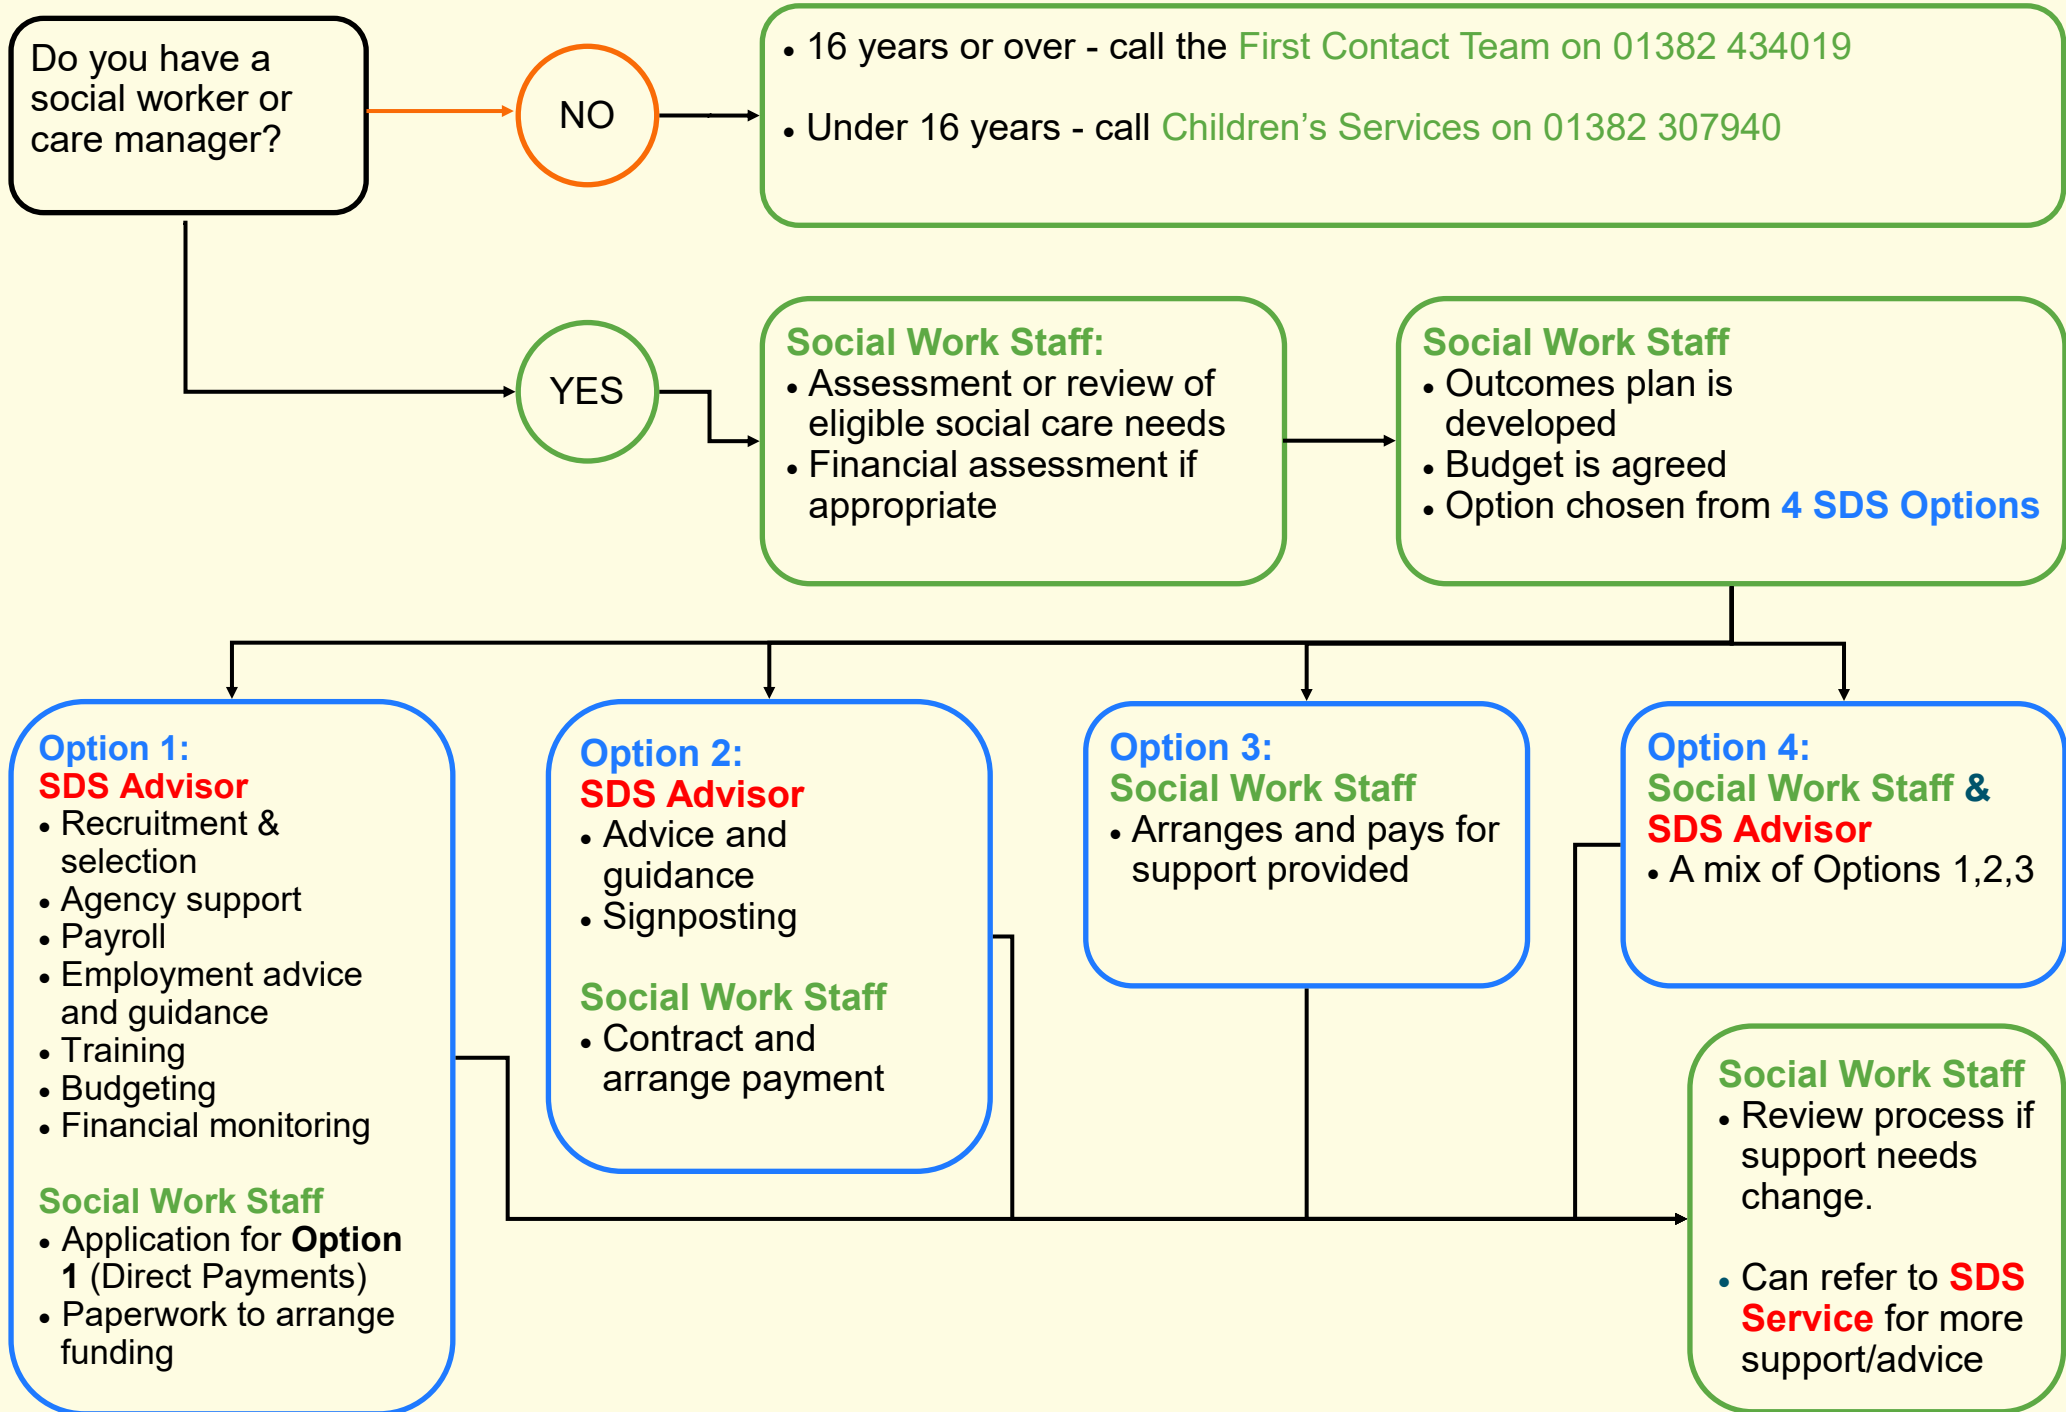 Do you have a
social worker or
care manager?
NO
• 16 years or over - call the First Contact Team on 01382 434019
• Under 16 years - call Children’s Services on 01382 307940
YES
Social Work Staff:
• Assessment or review of
eligible social care needs
• Financial assessment if
appropriate
Social Work Staff
• Outcomes plan is
developed
• Budget is agreed
• Option chosen from 4 SDS Options
Option 1:
SDS Advisor
• Recruitment &
selection
• Agency support
• Payroll
• Employment advice
and guidance
• Training
• Budgeting
• Financial monitoring
Social Work Staff
• Application for Option
1 (Direct Payments)
• Paperwork to arrange
funding
Option 2:
SDS Advisor
• Advice and
guidance
• Signposting
Social Work Staff
• Contract and
arrange payment
Option 3:
Social Work Staff
• Arranges and pays for
support provided
Option 4:
Social Work Staff &
SDS Advisor
• A mix of Options 1,2,3
Social Work Staff
• Review process if
support needs
change.
• Can refer to SDS
Service for more
support/advice